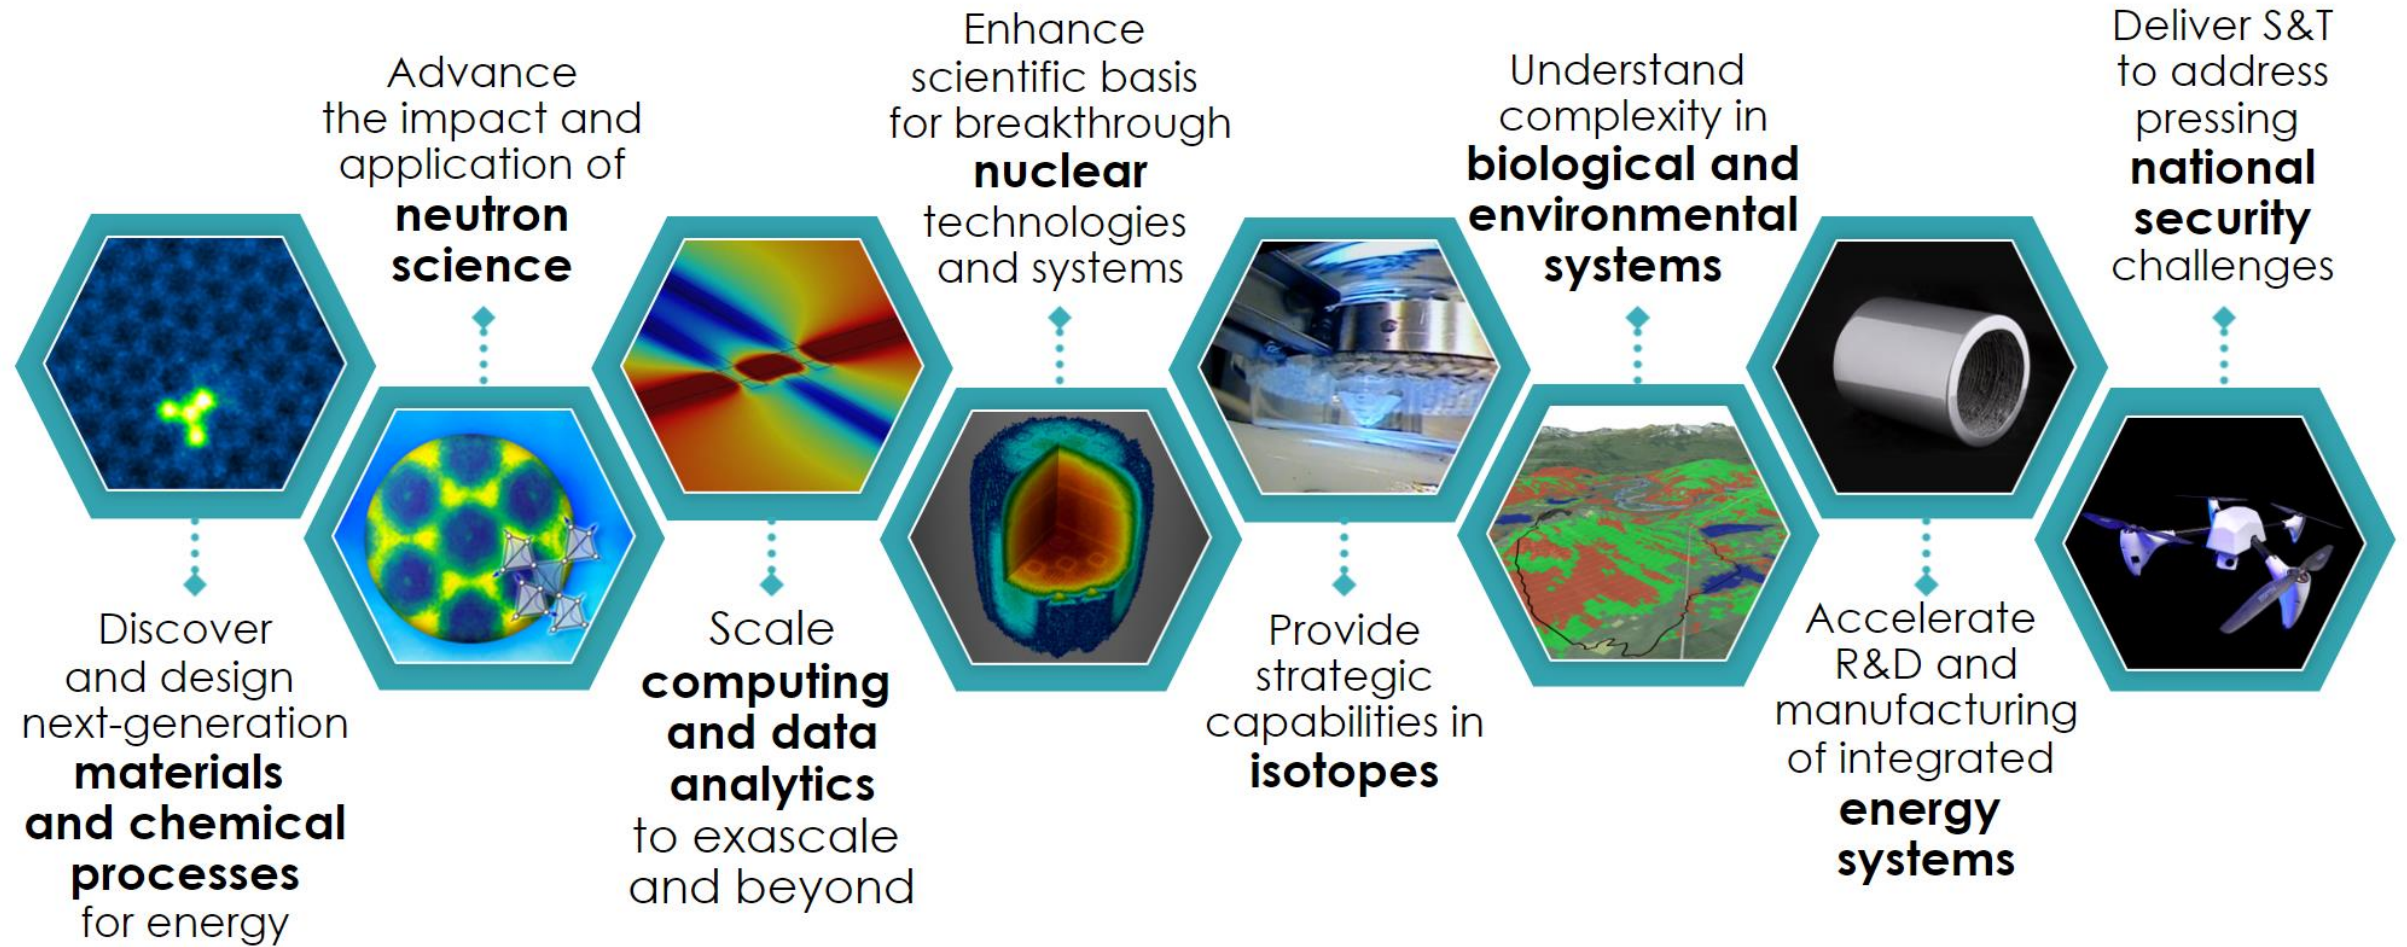 Discover
and design
next-generation
materials
and chemical
processes
for energy
Advance
the impact and
application of
neutron
science
Scale
computing
and data
analytics
to exascale
and beyond
Enhance
scientific basis
for breakthrough
nuclear
technologies
and systems
Provide
strategic
capabilities in
isotopes
Understand
complexity in
biological and
environmental
systems
Accelerate
R&D and
manufacturing
of integrated
energy
systems
Deliver S&T
to address
pressing
national
security
challenges